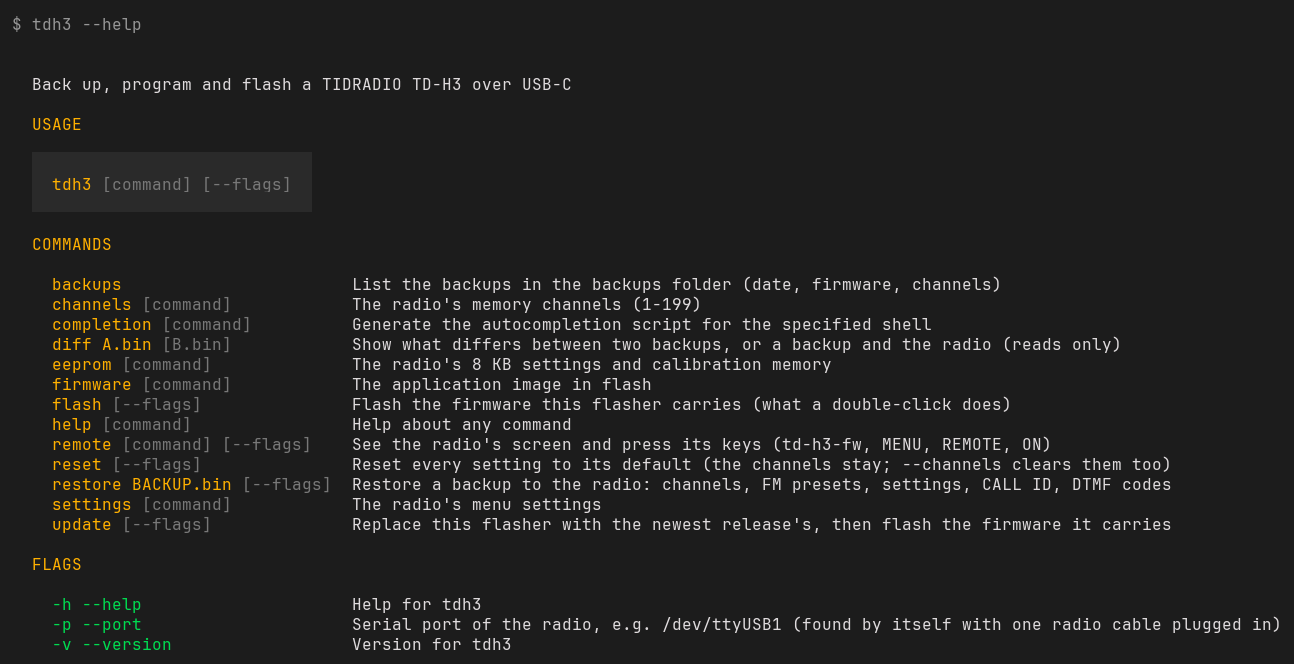 $ tdh3 --help
Back up, program and flash a TIDRADIO TD-H3 over USB-C
USAGE
tdh3 [command] [--flags]
COMMANDS
backups List the backups in the backups folder (date, firmware, channels)
channels [command] The radio's memory channels (1-199)
completion [command] Generate the autocompletion script for the specified shell
diff A.bin [B.bin] Show what differs between two backups, or a backup and the radio (reads only)
eeprom [command] The radio's 8 KB settings and calibration memory
firmware [command] The application image in flash
flash [--flags] Flash the firmware this flasher carries (what a double-click does)
help [command] Help about any command
remote [command] [--flags] See the radio's screen and press its keys (td-h3-fw, MENU, REMOTE, ON)
reset [--flags] Reset every setting to its default (the channels stay; --channels clears them too)
restore BACKUP.bin [--flags] Restore a backup to the radio: channels, FM presets, settings, CALL ID, DTMF codes
settings [command] The radio's menu settings
update [--flags] Replace this flasher with the newest release's, then flash the firmware it carries
FLAGS
-h --help Help for tdh3
-p --port Serial port of the radio, e.g. /dev/ttyUSB1 (found by itself with one radio cable plugged in)
-v --version Version for tdh3